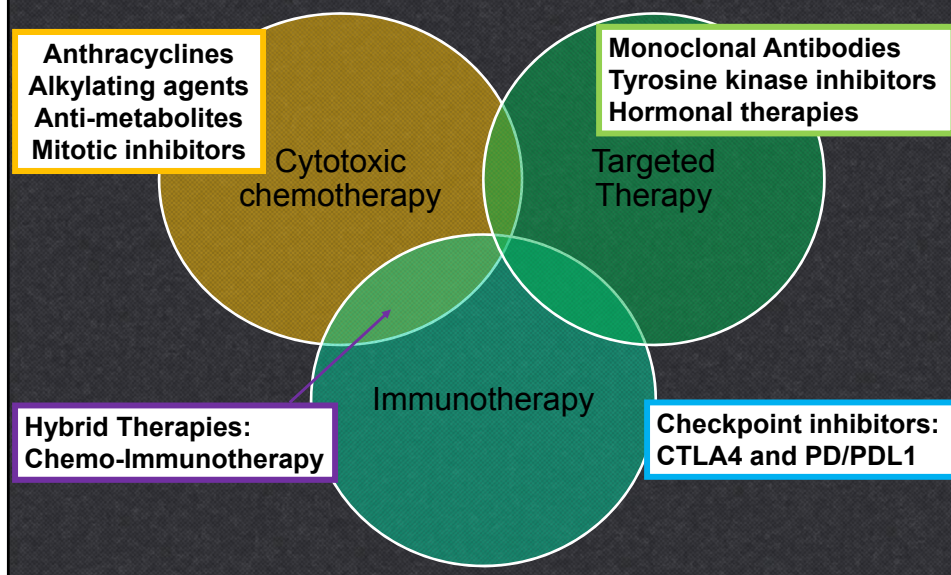 Anthracyclines
Alkylating agents
Anti-metabolites
Mitotic inhibitors
Monoclonal Antibodies
Tyrosine kinase inhibitors
Hormonal therapies
Cytotoxic
chemotherapy
Targeted
Therapy
Immunotherapy
Hybrid Therapies:
Chemo-Immunotherapy
Checkpoint inhibitors:
CTLA4 and PD/PDL1